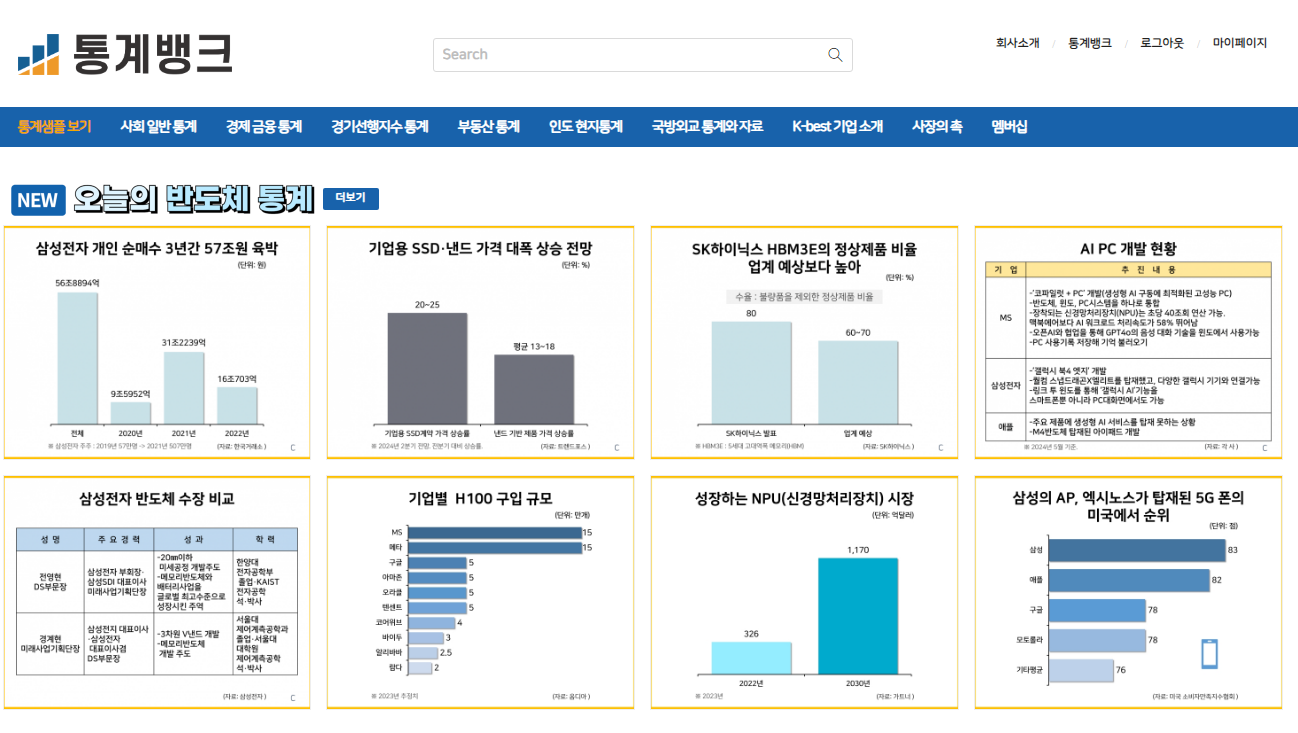 통계뱅크
Search
회사소개 / 통계뱅크 / 로그아웃 / 마이페이지
통계샘플 보기 사회 일반 통계 경제 금융 통계 경기선행지수 통계 부동산 통계 인도 현지통계 국방외교 통계와 자료 K-best 기업 소개 사장의 촉 멤버십
NEW 오늘의 반도체 통계 더보기
삼성전자 개인 순매수 3년간 57조원 육박
(단위: 원)
56조8894억
9조5952억
31조2239억
16조703억
전체 2020년 2021년 2022년
※ 삼성전자 주주 : 2019년 57만명 -> 2021년 507만명 (자료: 한국거래소) C
기업용 SSD·낸드 가격 대폭 상승 전망
(단위: %)
20~25
평균 13~18
기업용 SSD계약 가격 상승률 낸드 기반 제품 가격 상승률
※ 2024년 2분기 전망, 전분기 대비 상승률. (자료: 트렌드포스) C
SK하이닉스 HBM3E의 정상제품 비율
업계 예상보다 높아
(단위: %)
수율 : 불량품을 제외한 정상제품 비율
80
60~70
SK하이닉스 발표 업계 예상
※ HBM3E : 5세대 고대역폭 메모리(HBM) (자료: SK하이닉스) C
AI PC 개발 현황
기 업 추 진 내 용
MS
-'코파일럿 + PC' 개발(생성형 AI 구동에 최적화된 고성능 PC)
-반도체, 윈도, PC시스템을 하나로 통합
-장착되는 신경망처리장치(NPU)는 초당 40조회 연산 가능.
맥북에어보다 AI 워크로드 처리속도가 58% 뛰어남
-오픈AI와 협업을 통해 GPT4o의 음성 대화 기술을 윈도에서 사용가능
-PC 사용기록 저장해 기억 불러오기
삼성전자
-'갤럭시 북4 엣지' 개발
-퀄컴 스냅드래곤X엘리트를 탑재했고, 다양한 갤럭시 기기와 연결가능
-링크 투 윈도를 통해 '갤럭시 AI'기능을
스마트폰뿐 아니라 PC대화면에서도 가능
애플
-주요 제품에 생성형 AI 서비스를 탑재 못하는 상황
-M4반도체 탑재된 아이패드 개발
※ 2024년 5월 기준. (자료: 각 사) C
삼성전자 반도체 수장 비교
성 명 주 요 경 력 성 과 학 력
전영현
DS부문장
삼성전자 부회장·
삼성SDI 대표이사
미래사업기획단장
-20㎚이하
미세공정 개발주도
-메모리반도체와
배터리사업을
글로벌 최고수준으로
성장시킨 주역
한양대
전자공학부
졸업·KAIST
전자공학
석·박사
경계현
미래사업기획단장
삼성전지 대표이사
·삼성전자
대표이사겸
DS부문장
-3차원 V낸드 개발
-메모리반도체
개발 주도
서울대
제어계측공학과
졸업·서울대
대학원
제어계측공학
석·박사
(자료: 삼성전자) C
기업별 H100 구입 규모
(단위: 만개)
MS 15
메타 15
구글 5
아마존 5
오라클 5
텐센트 5
코어위브 4
바이두 3
알리바바 2.5
람다 2
※ 2023년 추정치 (자료: 옴디아)
성장하는 NPU(신경망처리장치) 시장
(단위: 억달러)
326
1,170
2022년 2030년
※ 2023년 (자료: 가트너)
삼성의 AP, 엑시노스가 탑재된 5G 폰의
미국에서 순위
(단위: 점)
삼성 83
애플 82
구글 78
모토롤라 78
기타평균 76
(자료: 미국 소비자만족지수협회)